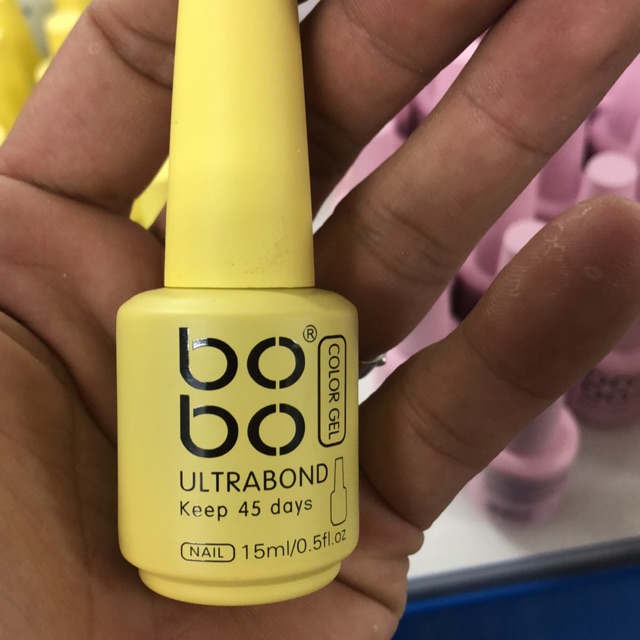 bo®
bo
COLOR GEL
ULTRABOND
Keep 45 days
NAIL 15ml/0.5fl.oz